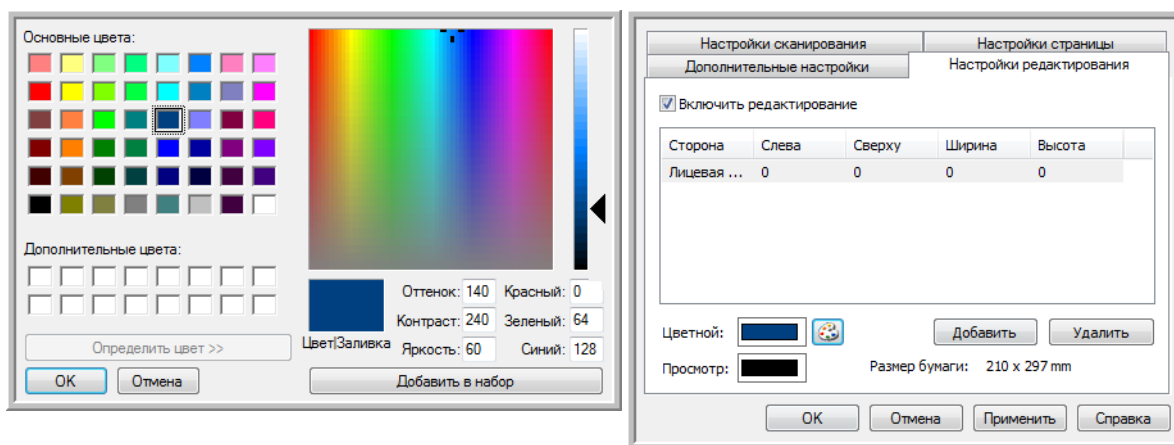 Основные цвета:
Дополнительные цвета:
Определить цвет >>
OK
Отмена
Оттенок: 140
Красный: 0
Контраст: 240
Зеленый: 64
Цвет|Заливка
Яркость: 60
Синий: 128
Добавить в набор
Настройки сканирования
Настройки страницы
Дополнительные настройки
Настройки редактирования
Включить редактирование
Сторона Слева Сверху Ширина Высота
Лицевая ... 0 0 0 0
Цветной:
Добавить
Удалить
Просмотр:
Размер бумаги: 210 x 297 mm
OK
Отмена
Применить
Справка